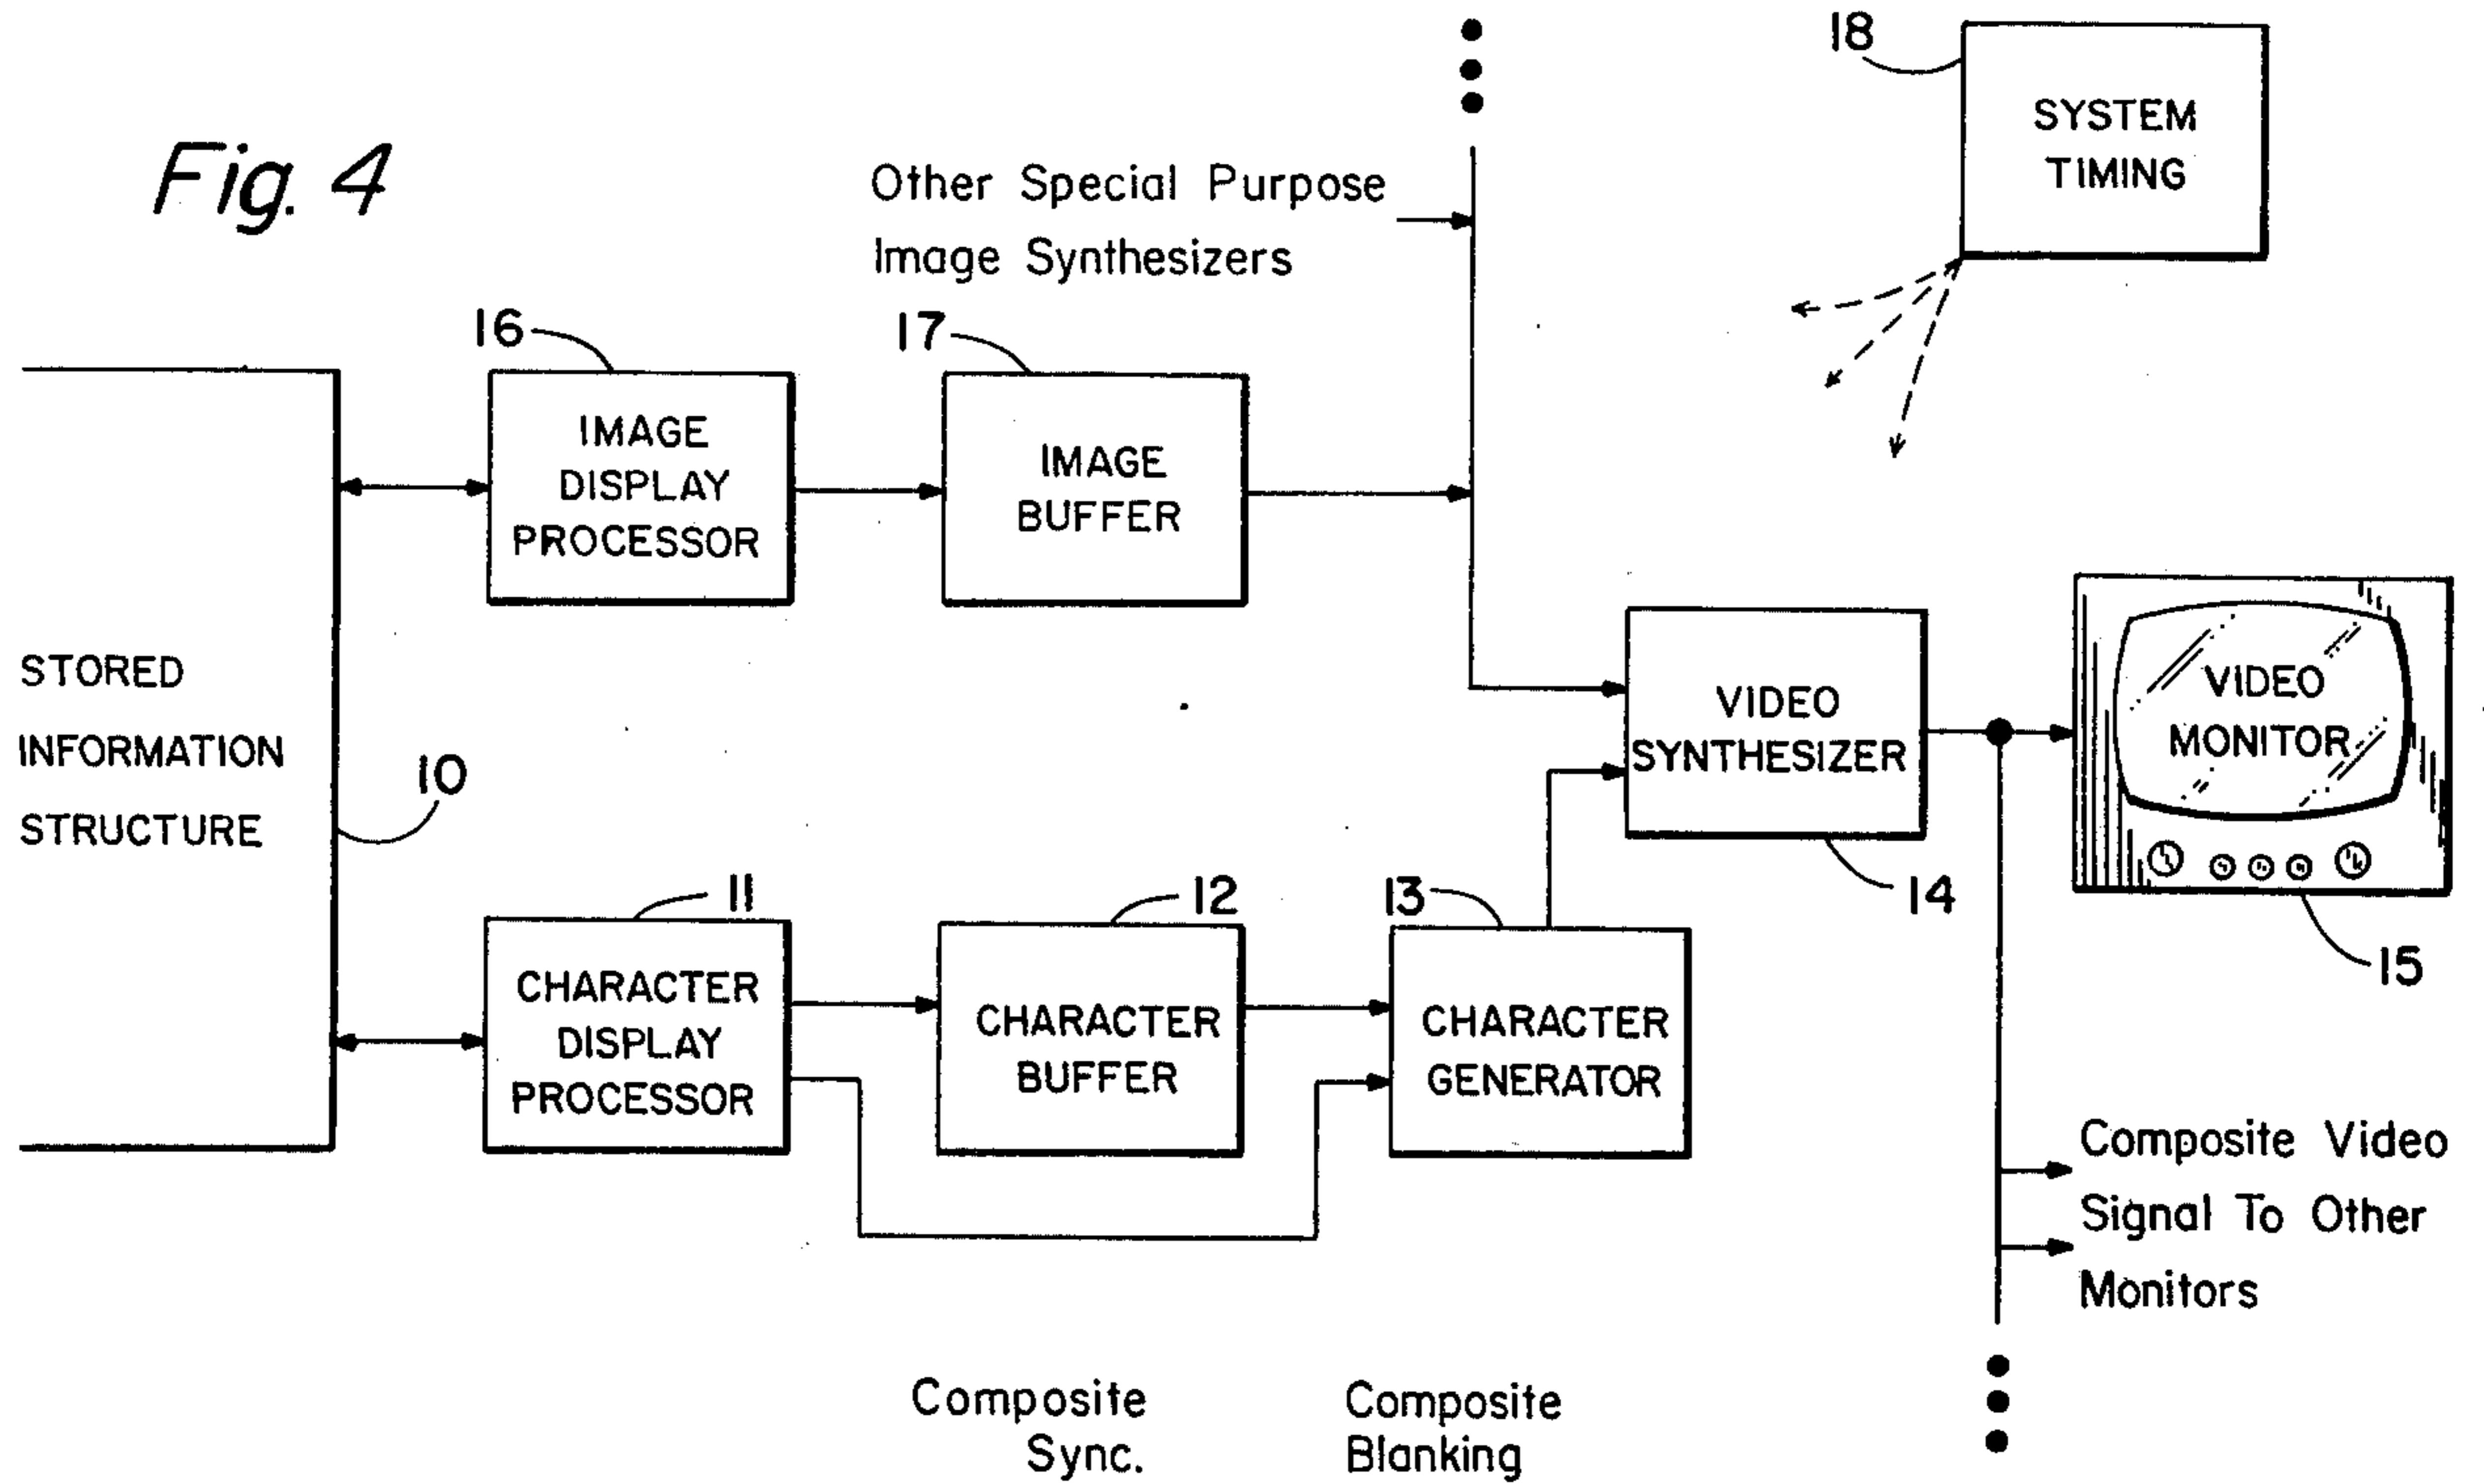 Fig. 4
18
SYSTEM
TIMING
Other Special Purpose
Image Synthesizers
16
IMAGE
DISPLAY
PROCESSOR
17
IMAGE
BUFFER
STORED
INFORMATION
STRUCTURE
10
VIDEO
SYNTHESIZER
14
VIDEO
MONITOR
15
11
CHARACTER
DISPLAY
PROCESSOR
12
CHARACTER
BUFFER
13
CHARACTER
GENERATOR
Composite Video
Signal To Other
Monitors
Composite
Sync.
Composite
Blanking